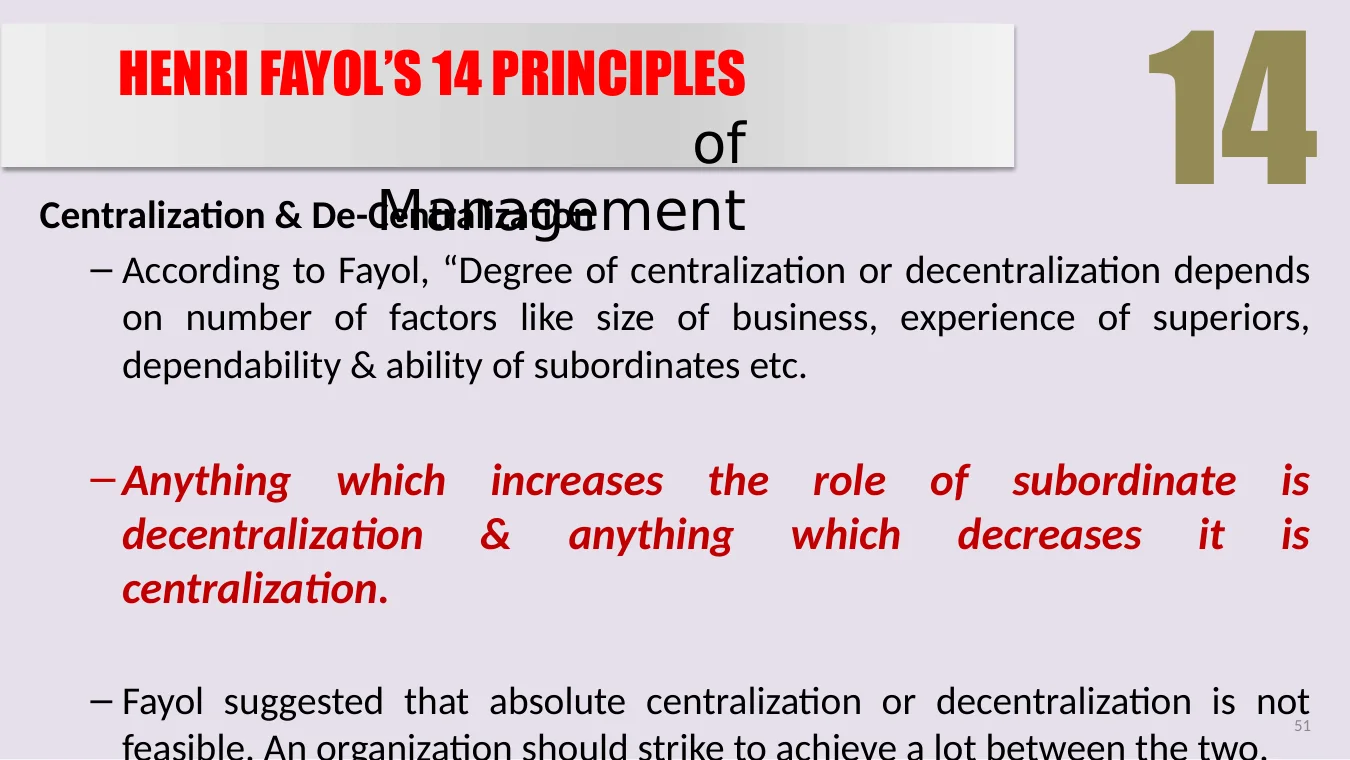 HENRI FAYOL’S 14 PRINCIPLES
of
Management
14
Centralization & De-Centralization
– According to Fayol, “Degree of centralization or decentralization depends
on number of factors like size of business, experience of superiors,
dependability & ability of subordinates etc.
– Anything which increases the role of subordinate is
decentralization & anything which decreases it is
centralization.
– Fayol suggested that absolute centralization or decentralization is not
feasible. An organization should strike to achieve a lot between the two.
51